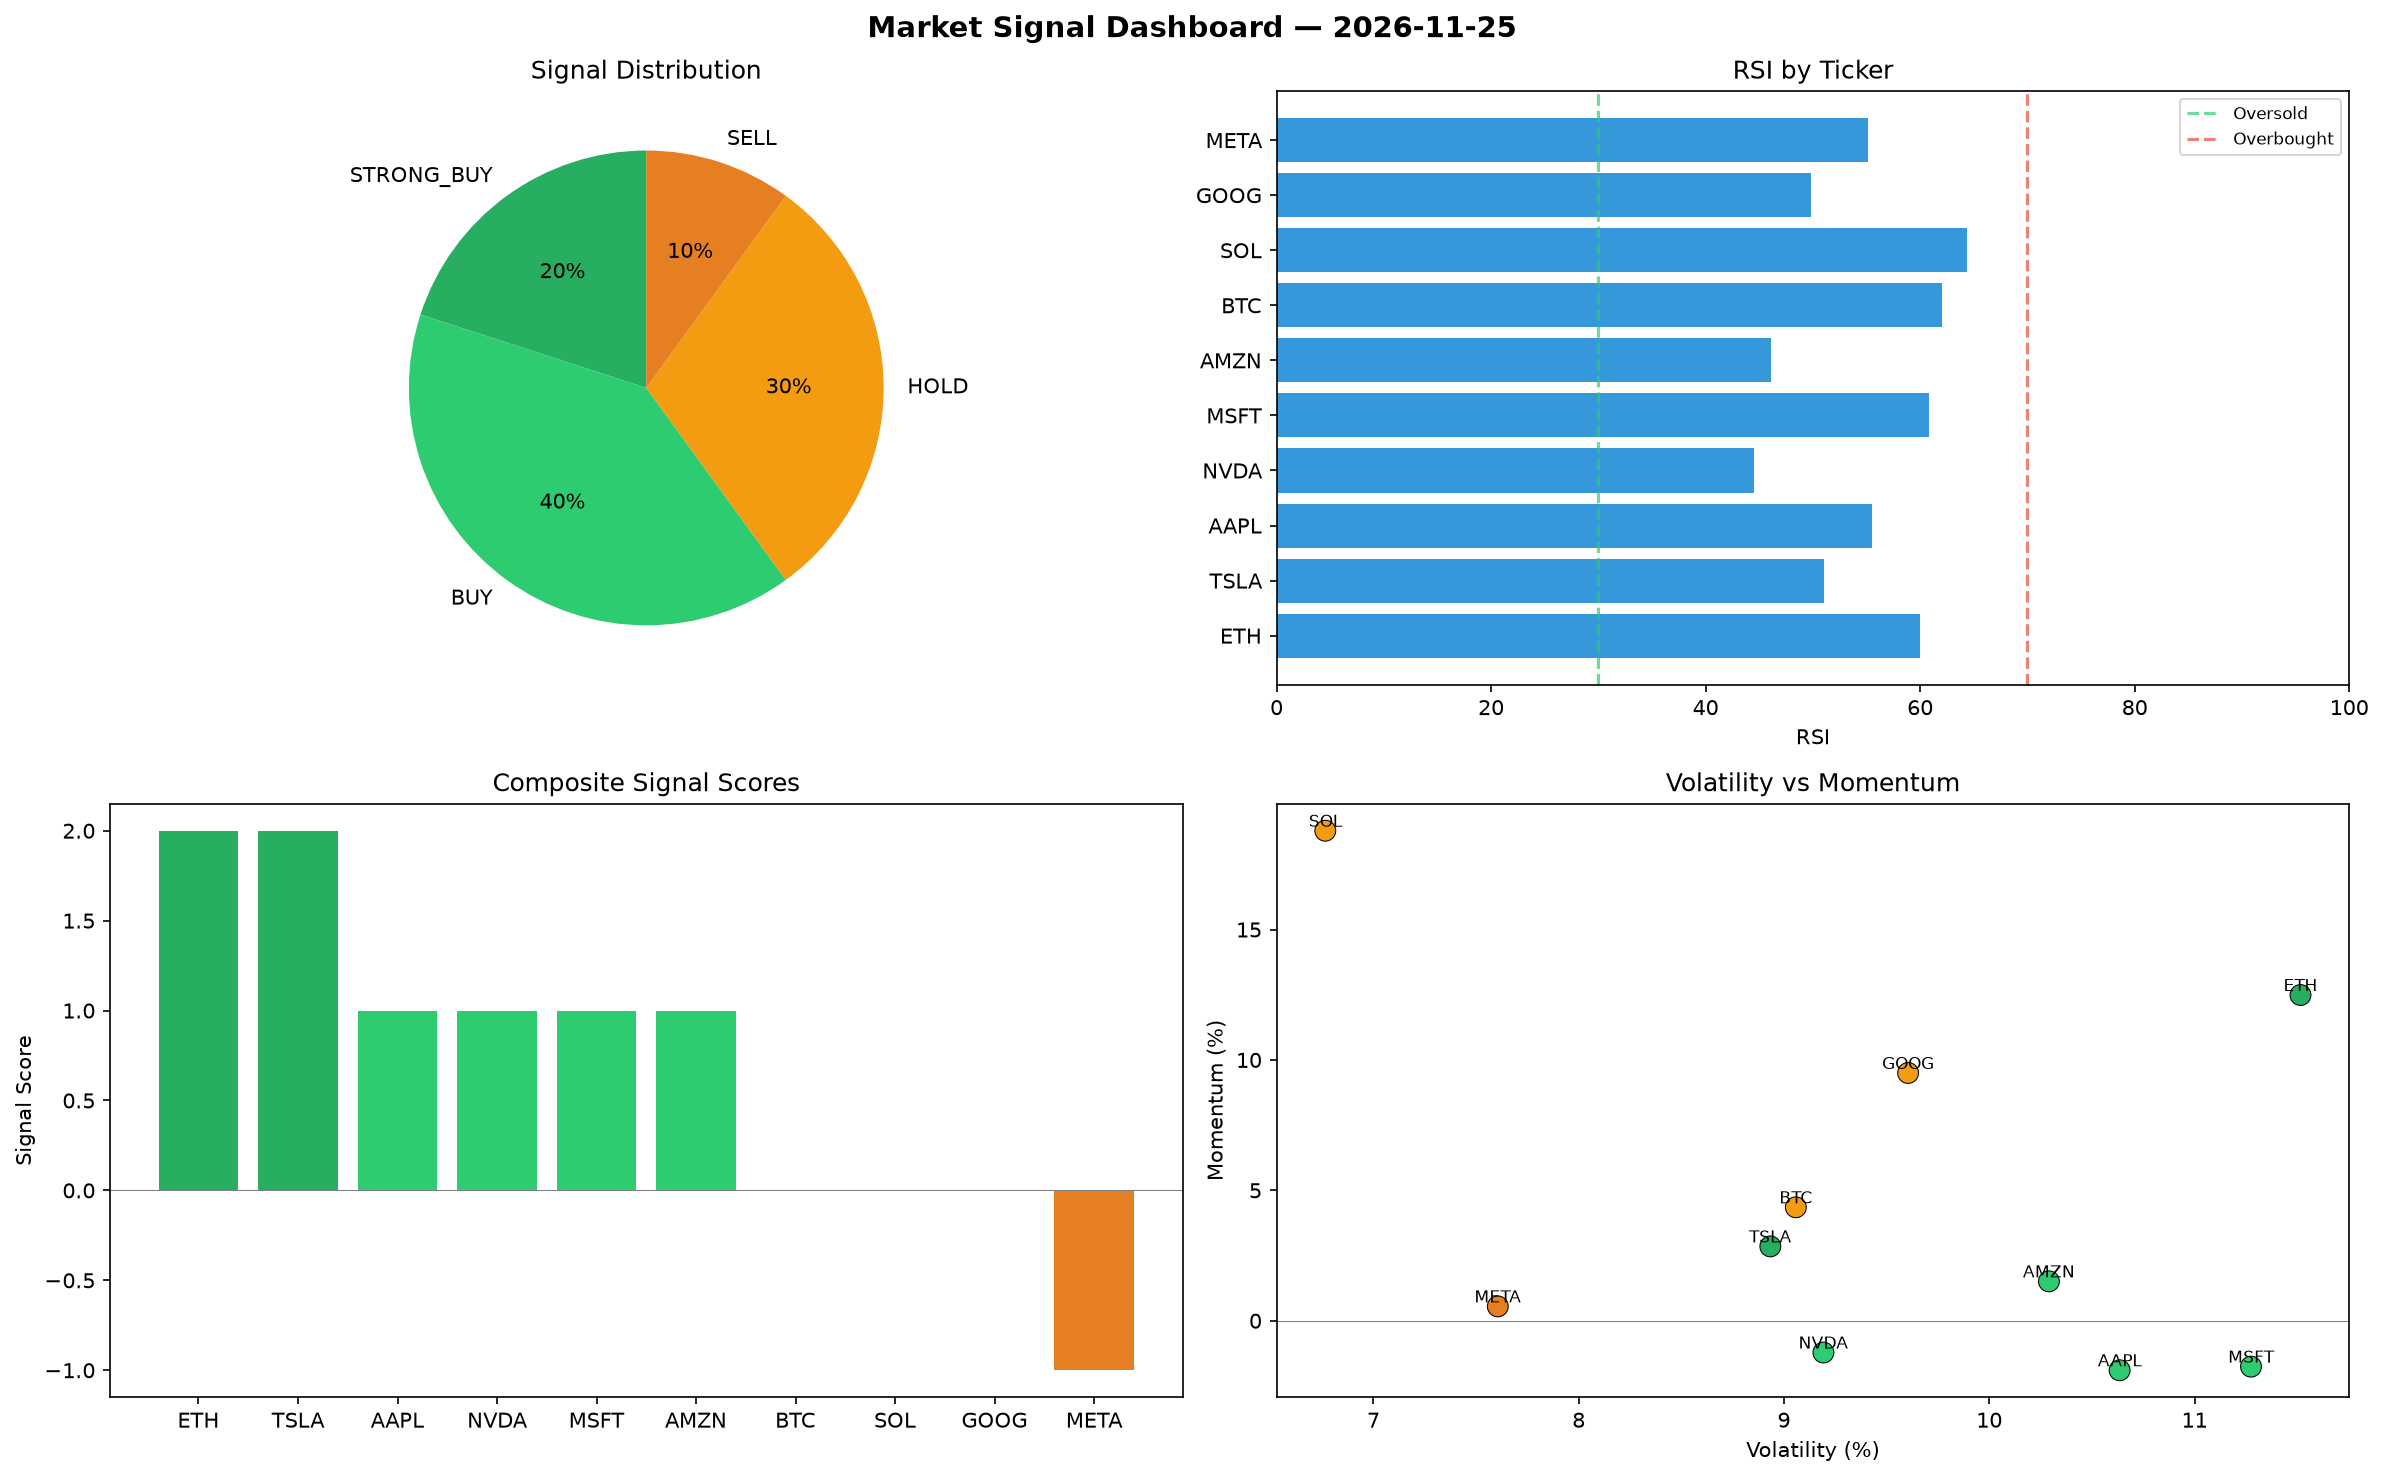 Market Signal Dashboard — 2026-11-25
Signal Distribution
SELL
STRONG_BUY
10%
20%
30%
HOLD
40%
BUY
RSI by Ticker
Oversold
Overbought
META
GOOG
SOL
BTC
AMZN
MSFT
NVDA
AAPL
TSLA
ETH
0 20 40 60 80 100
RSI
Composite Signal Scores
Signal Score
2.0
1.5
1.0
0.5
0.0
−0.5
−1.0
ETH TSLA AAPL NVDA MSFT AMZN BTC SOL GOOG META
Volatility vs Momentum
Momentum (%)
15
10
5
0
SOL
ETH
GOOG
BTC
TSLA
AMZN
META
NVDA
MSFT
AAPL
7 8 9 10 11
Volatility (%)